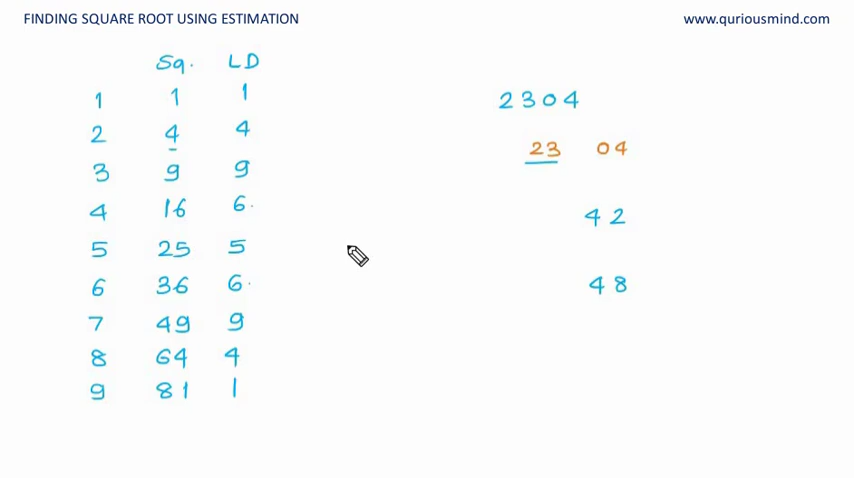 FINDING SQUARE ROOT USING ESTIMATION
www.quriousmind.com
Sq. LD
1 1 1
2 4 4
3 9 9
4 16 6.
5 25 5
6 36 6.
7 49 9
8 64 4
9 81 1
2304
23 04
42
48